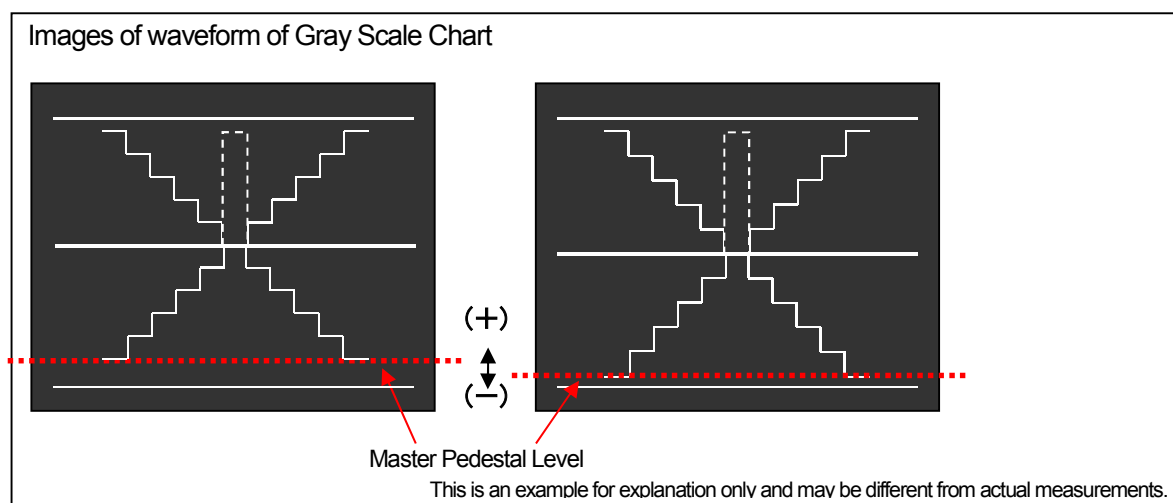 Images of waveform of Gray Scale Chart
(+)
(−)
Master Pedestal Level
This is an example for explanation only and may be different from actual measurements.